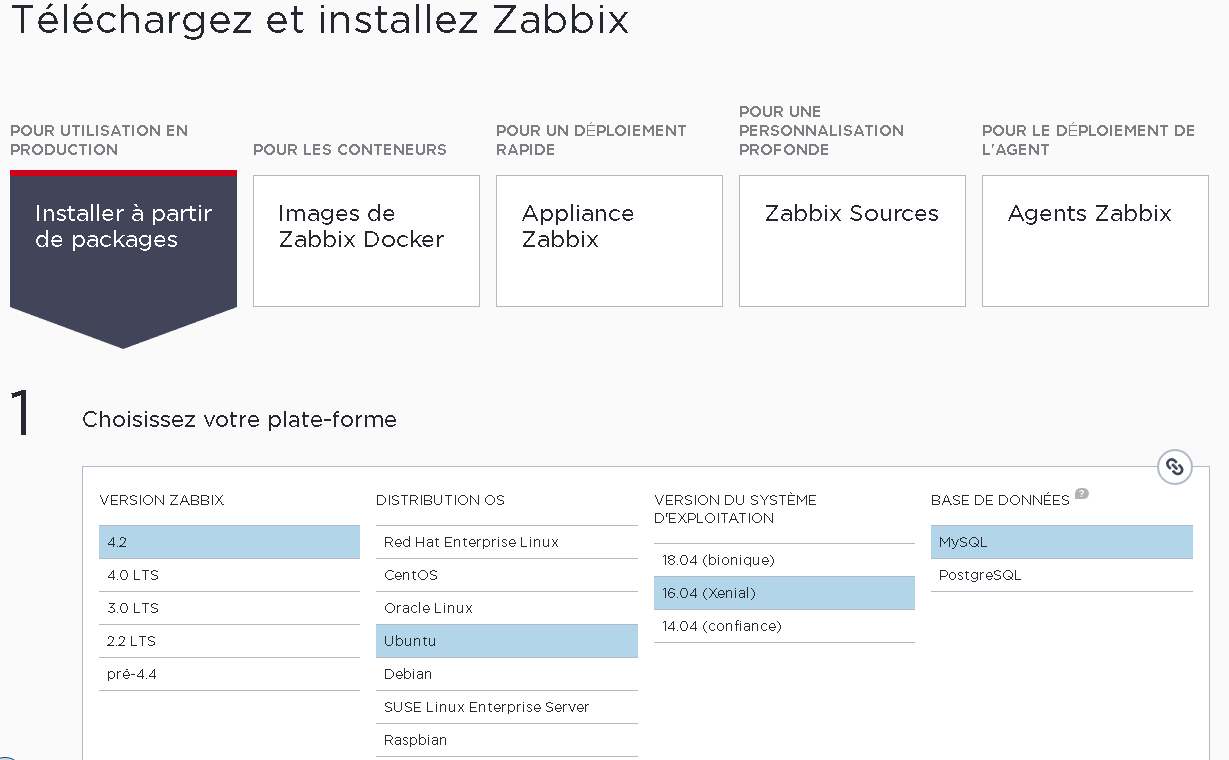 Téléchargez et installez Zabbix
POUR UTILISATION EN
PRODUCTION
Installer à partir
de packages
POUR LES CONTENEURS
Images de
Zabbix Docker
POUR UN DÉPLOIEMENT
RAPIDE
Appliance
Zabbix
POUR UNE
PERSONNALISATION
PROFONDE
Zabbix Sources
POUR LE DÉPLOIEMENT DE
L'AGENT
Agents Zabbix
1
Choisissez votre plate-forme
VERSION ZABBIX
4.2
4.0 LTS
3.0 LTS
2.2 LTS
pré-4.4
DISTRIBUTION OS
Red Hat Enterprise Linux
CentOS
Oracle Linux
Ubuntu
Debian
SUSE Linux Enterprise Server
Raspbian
VERSION DU SYSTÈME
D'EXPLOITATION
18.04 (bionique)
16.04 (Xenial)
14.04 (confiance)
BASE DE DONNÉES ?
MySQL
PostgreSQL